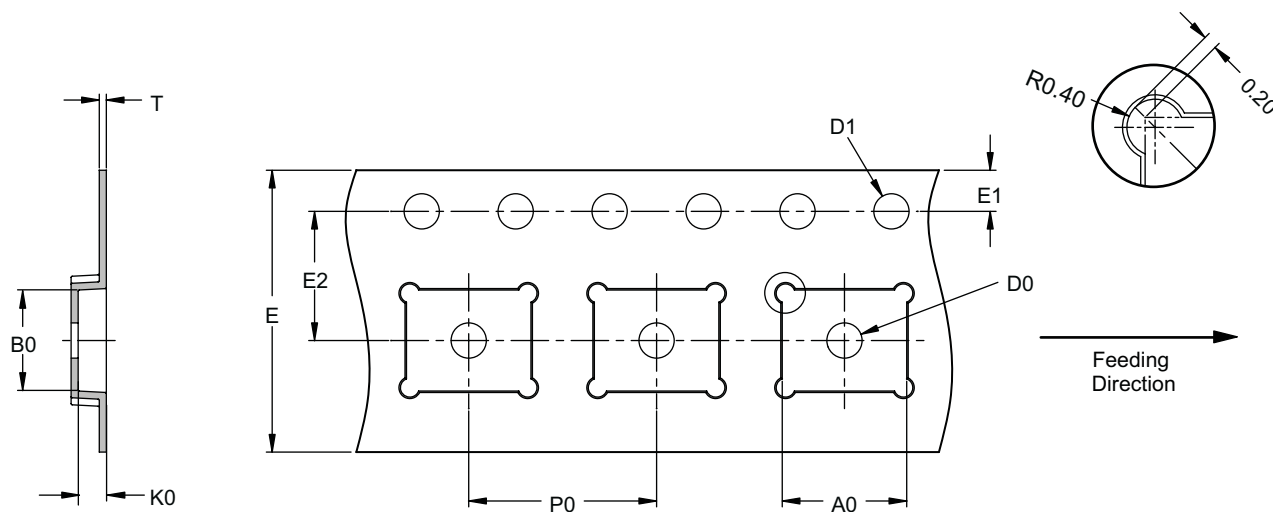 T
R0.40
0.20
D1
E1
E2
D0
E
B0
Feeding
Direction
K0
P0
A0